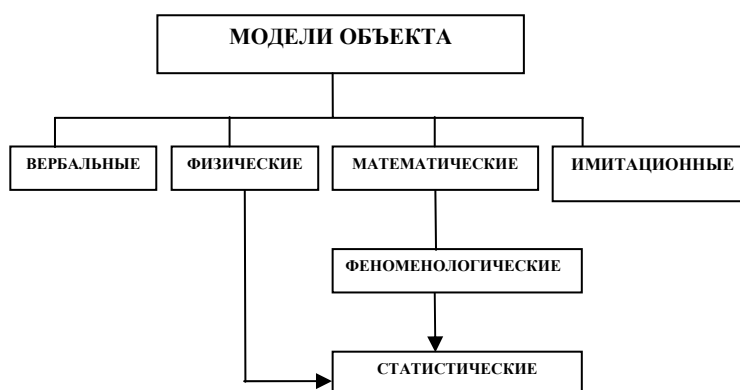 МОДЕЛИ ОБЪЕКТА
ВЕРБАЛЬНЫЕ
ФИЗИЧЕСКИЕ
МАТЕМАТИЧЕСКИЕ
ИМИТАЦИОННЫЕ
ФЕНОМЕНОЛОГИЧЕСКИЕ
СТАТИСТИЧЕСКИЕ